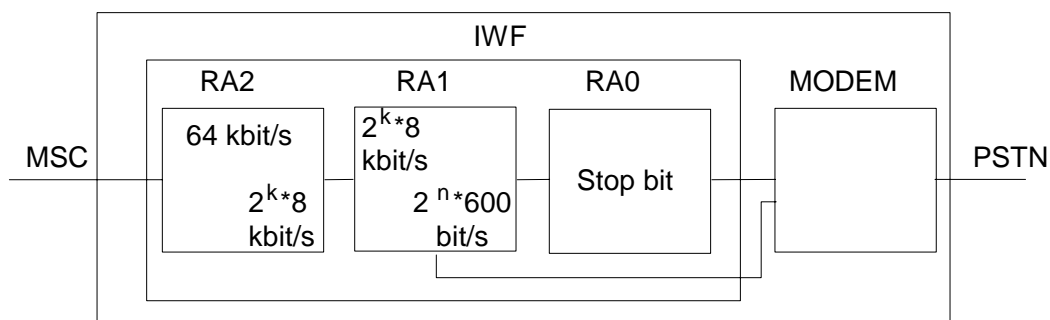 IWF
RA2
RA1
RA0
MODEM
MSC
64 kbit/s
2^k*8
kbit/s
2^k*8
kbit/s
2^n*600
bit/s
Stop bit
PSTN